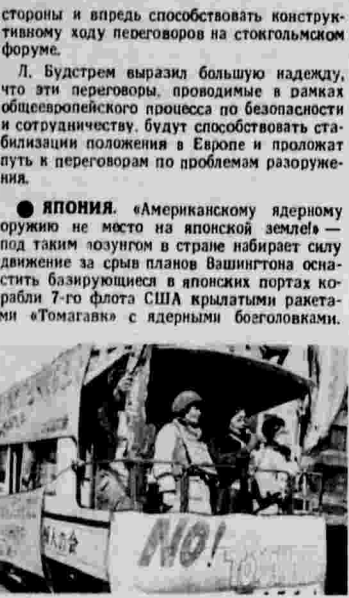 стороны и впредь способствовать конструк-
тивному ходу переговоров на стокгольмском
форуме.
Л. Будстрем выразил большую надежду,
что эти переговоры, проводимые в рамках
общеевропейского процесса по безопасности
и сотрудничеству, будут способствовать ста-
билизации положения в Европе и проложат
путь к переговорам по проблемам разоруже-
ния.
● ЯПОНИЯ. «Американскому ядерному
оружию не место на японской земле!» —
под таким лозунгом в стране набирает силу
движение за срыв планов Вашингтона осна-
стить базирующиеся в японских портах ко-
рабли 7-го флота США крылатыми ракета-
ми «Томагавк» с ядерными боеголовками.
NO!